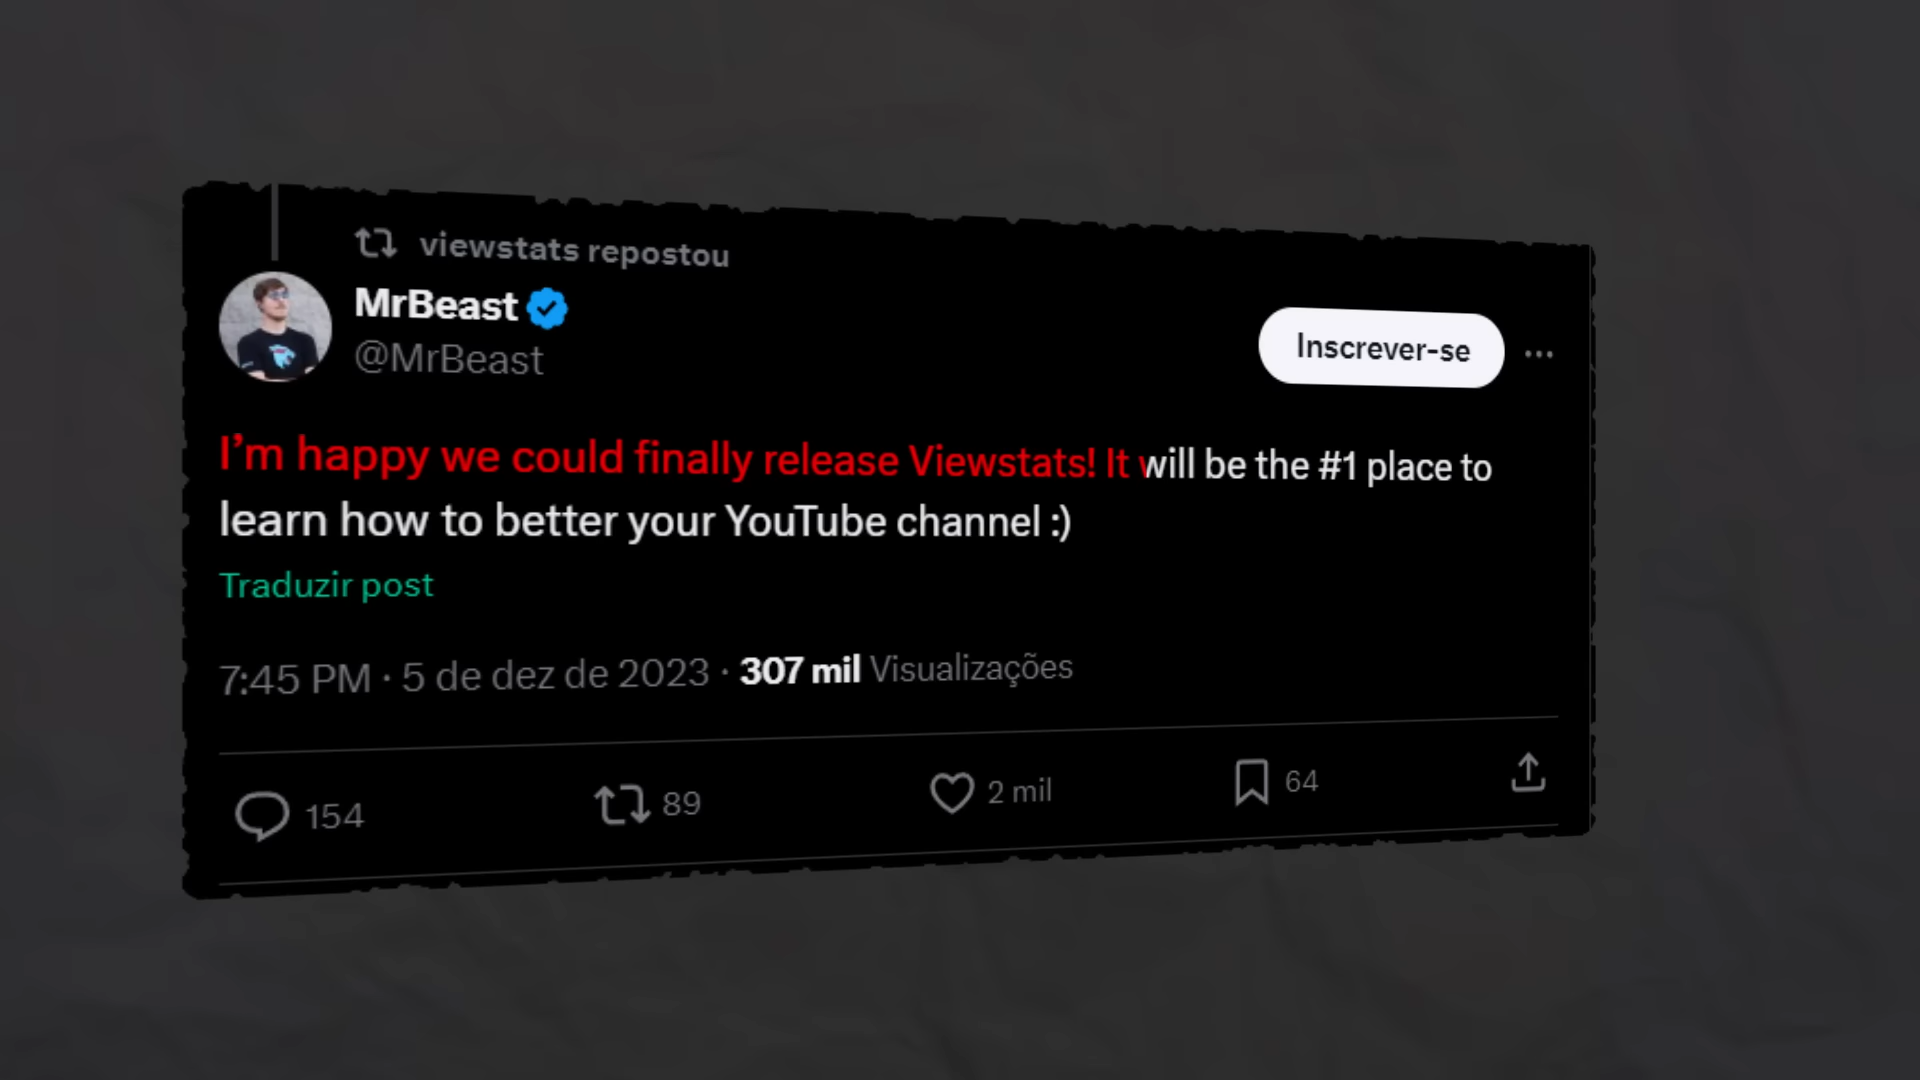 viewstats repostou
MrBeast
@MrBeast
Inscrever-se
I’m happy we could finally release Viewstats! It will be the #1 place to
learn how to better your YouTube channel :)
Traduzir post
7:45 PM · 5 de dez de 2023 · 307 mil Visualizações
154 89 2 mil 64